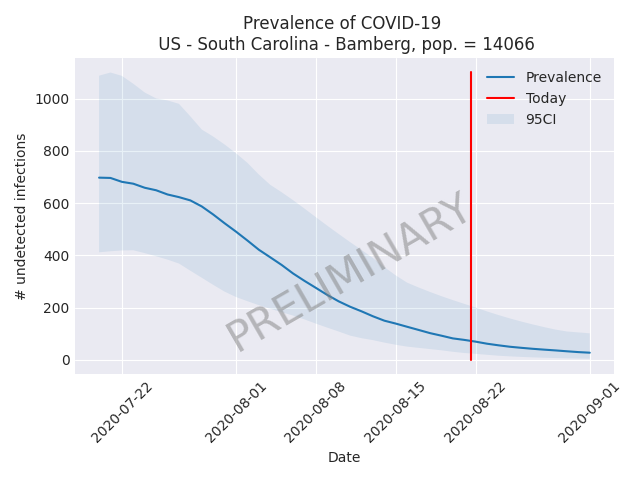 Prevalence of COVID-19
US - South Carolina - Bamberg, pop. = 14066
Prevalence
Today
95CI
1000
800
600
400
200
0
# undetected infections
PRELIMINARY
2020-07-22
2020-08-01
2020-08-08
2020-08-15
2020-08-22
2020-09-01
Date